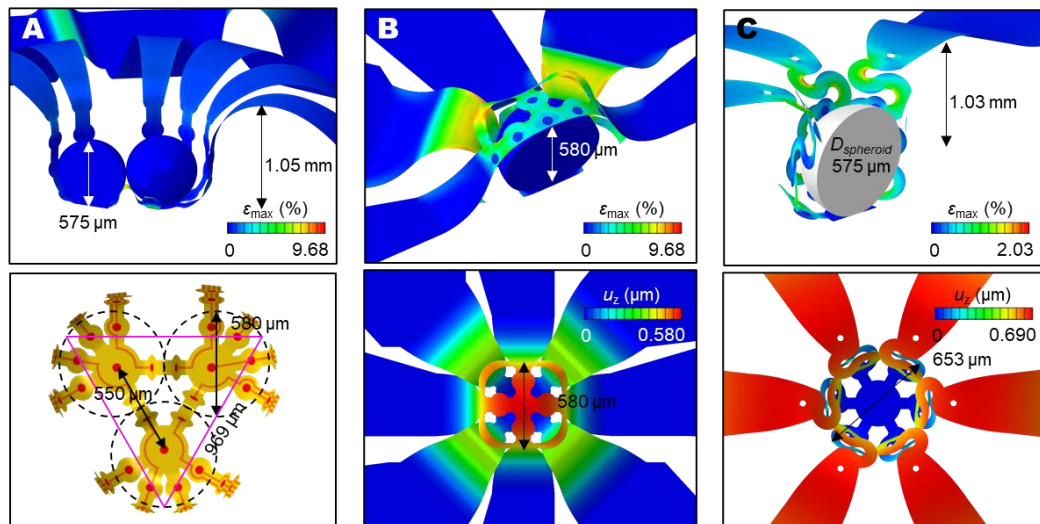 A
575 µm
1.05 mm
εmax (%)
0 9.68
B
580 µm
εmax (%)
0 9.68
C
1.03 mm
Dspheroid
575 µm
εmax (%)
0 2.03
580 µm
550 µm
969 µm
uz (µm)
0 0.580
580 µm
uz (µm)
0 0.690
653 µm